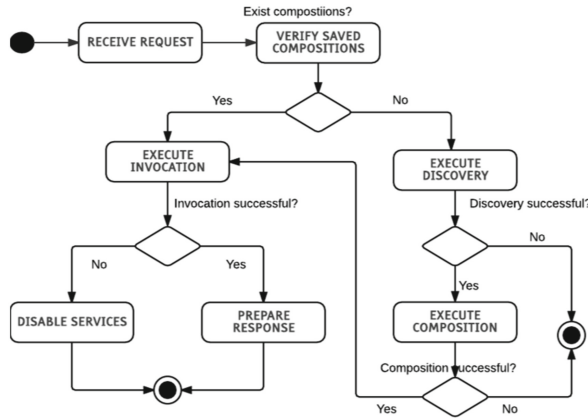 Exist compostiions?
RECEIVE REQUEST
VERIFY SAVED
COMPOSITIONS
Yes
No
EXECUTE
INVOCATION
EXECUTE
DISCOVERY
Invocation successful?
Discovery successful?
No
Yes
No
Yes
DISABLE SERVICES
PREPARE
RESPONSE
EXECUTE
COMPOSITION
Composition successful?
Yes
No